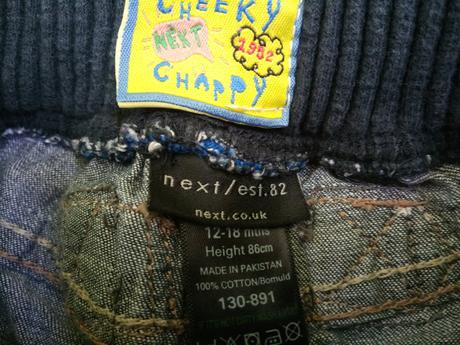 CHEEKY
NEXT
1982
CHAPPY
next/est.82
next.co.uk
12-18 mths
Height 86cm
MADE IN PAKISTAN
100% COTTON/Bomuld
130-891